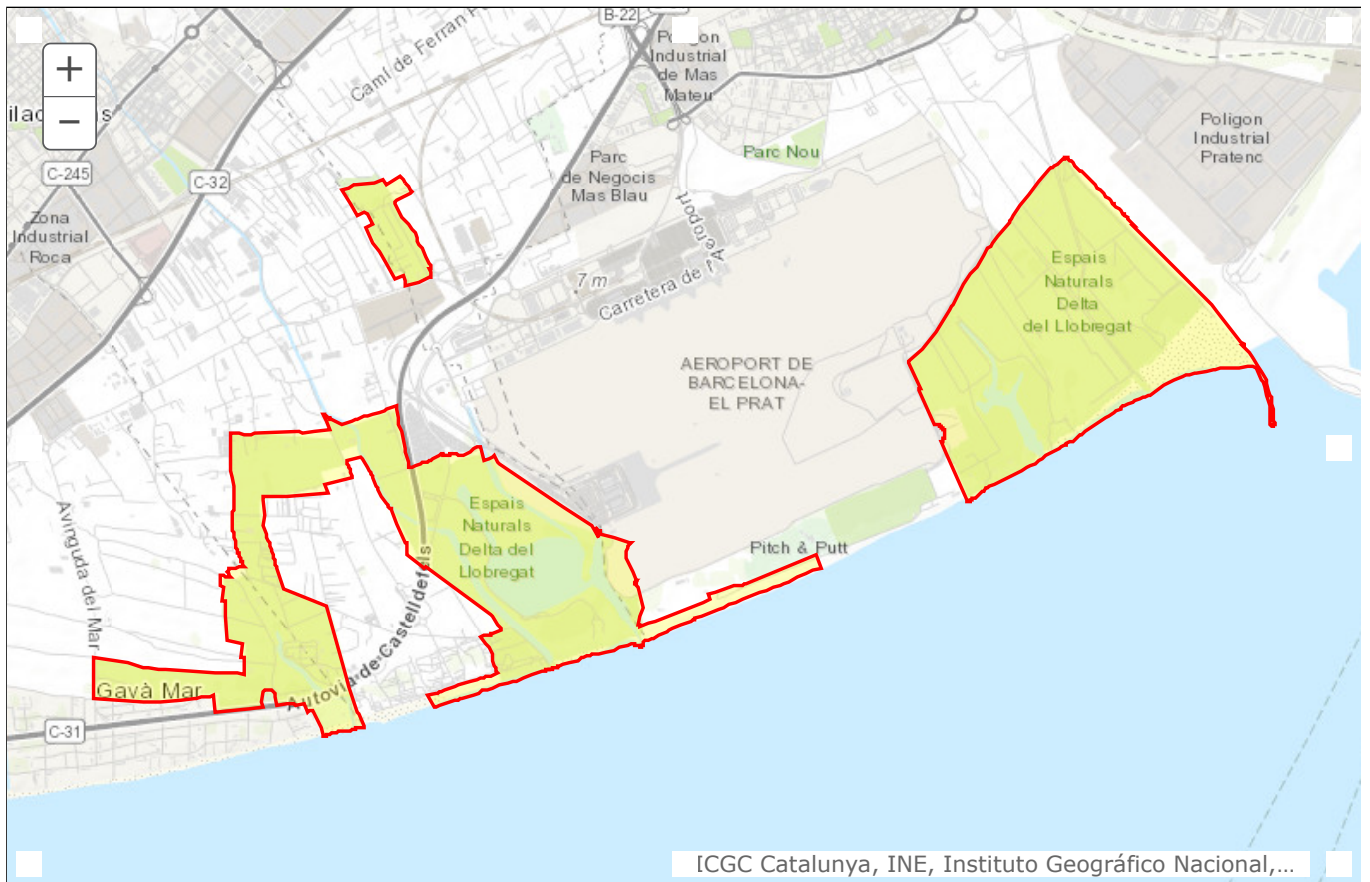 B-22
+
−
Camí de Ferran
Poligon
Industrial
de Mas
Mateu
C-245
C-32
Parc Nou
Poligon
Industrial
Pratenc
Parc
de Negocis
Mas Blau
Zona
Industrial
Roca
Carretera de l'Aeroport
7 m
Espais
Naturals
Delta
del Llobregat
AEROPORT DE
BARCELONA-
EL PRAT
Espais
Naturals
Delta del
Llobregat
Avinguda del Mar
Pitch & Putt
Autovia de Castelldefels
Gavà Mar
C-31
ICGC Catalunya, INE, Instituto Geográfico Nacional,...